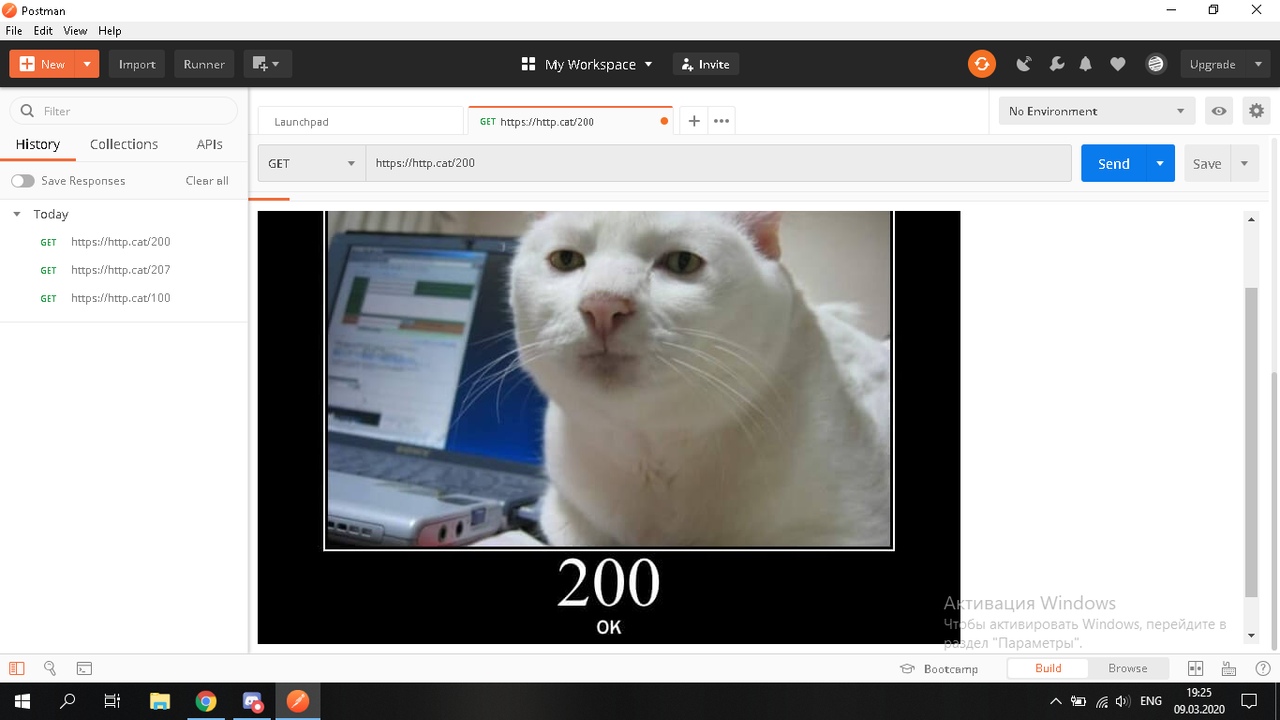 Postman
File Edit View Help
New Import Runner My Workspace Invite Upgrade
Filter
History Collections APIs
Save Responses Clear all
Today
GET https://http.cat/200
GET https://http.cat/207
GET https://http.cat/100
Launchpad GET https://http.cat/200
No Environment
GET https://http.cat/200 Send Save
200
OK
Активация Windows
Чтобы активировать Windows, перейдите в
раздел "Параметры".
Bootcamp Build Browse
ENG
19:25
09.03.2020